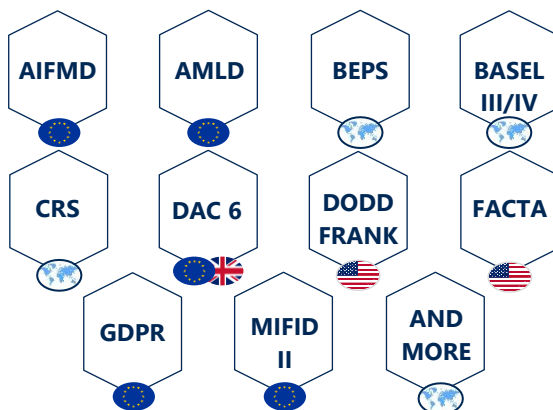 AIFMD
AMLD
BEPS
BASEL
III/IV
CRS
DAC 6
DODD
FRANK
FACTA
GDPR
MIFID
II
AND
MORE